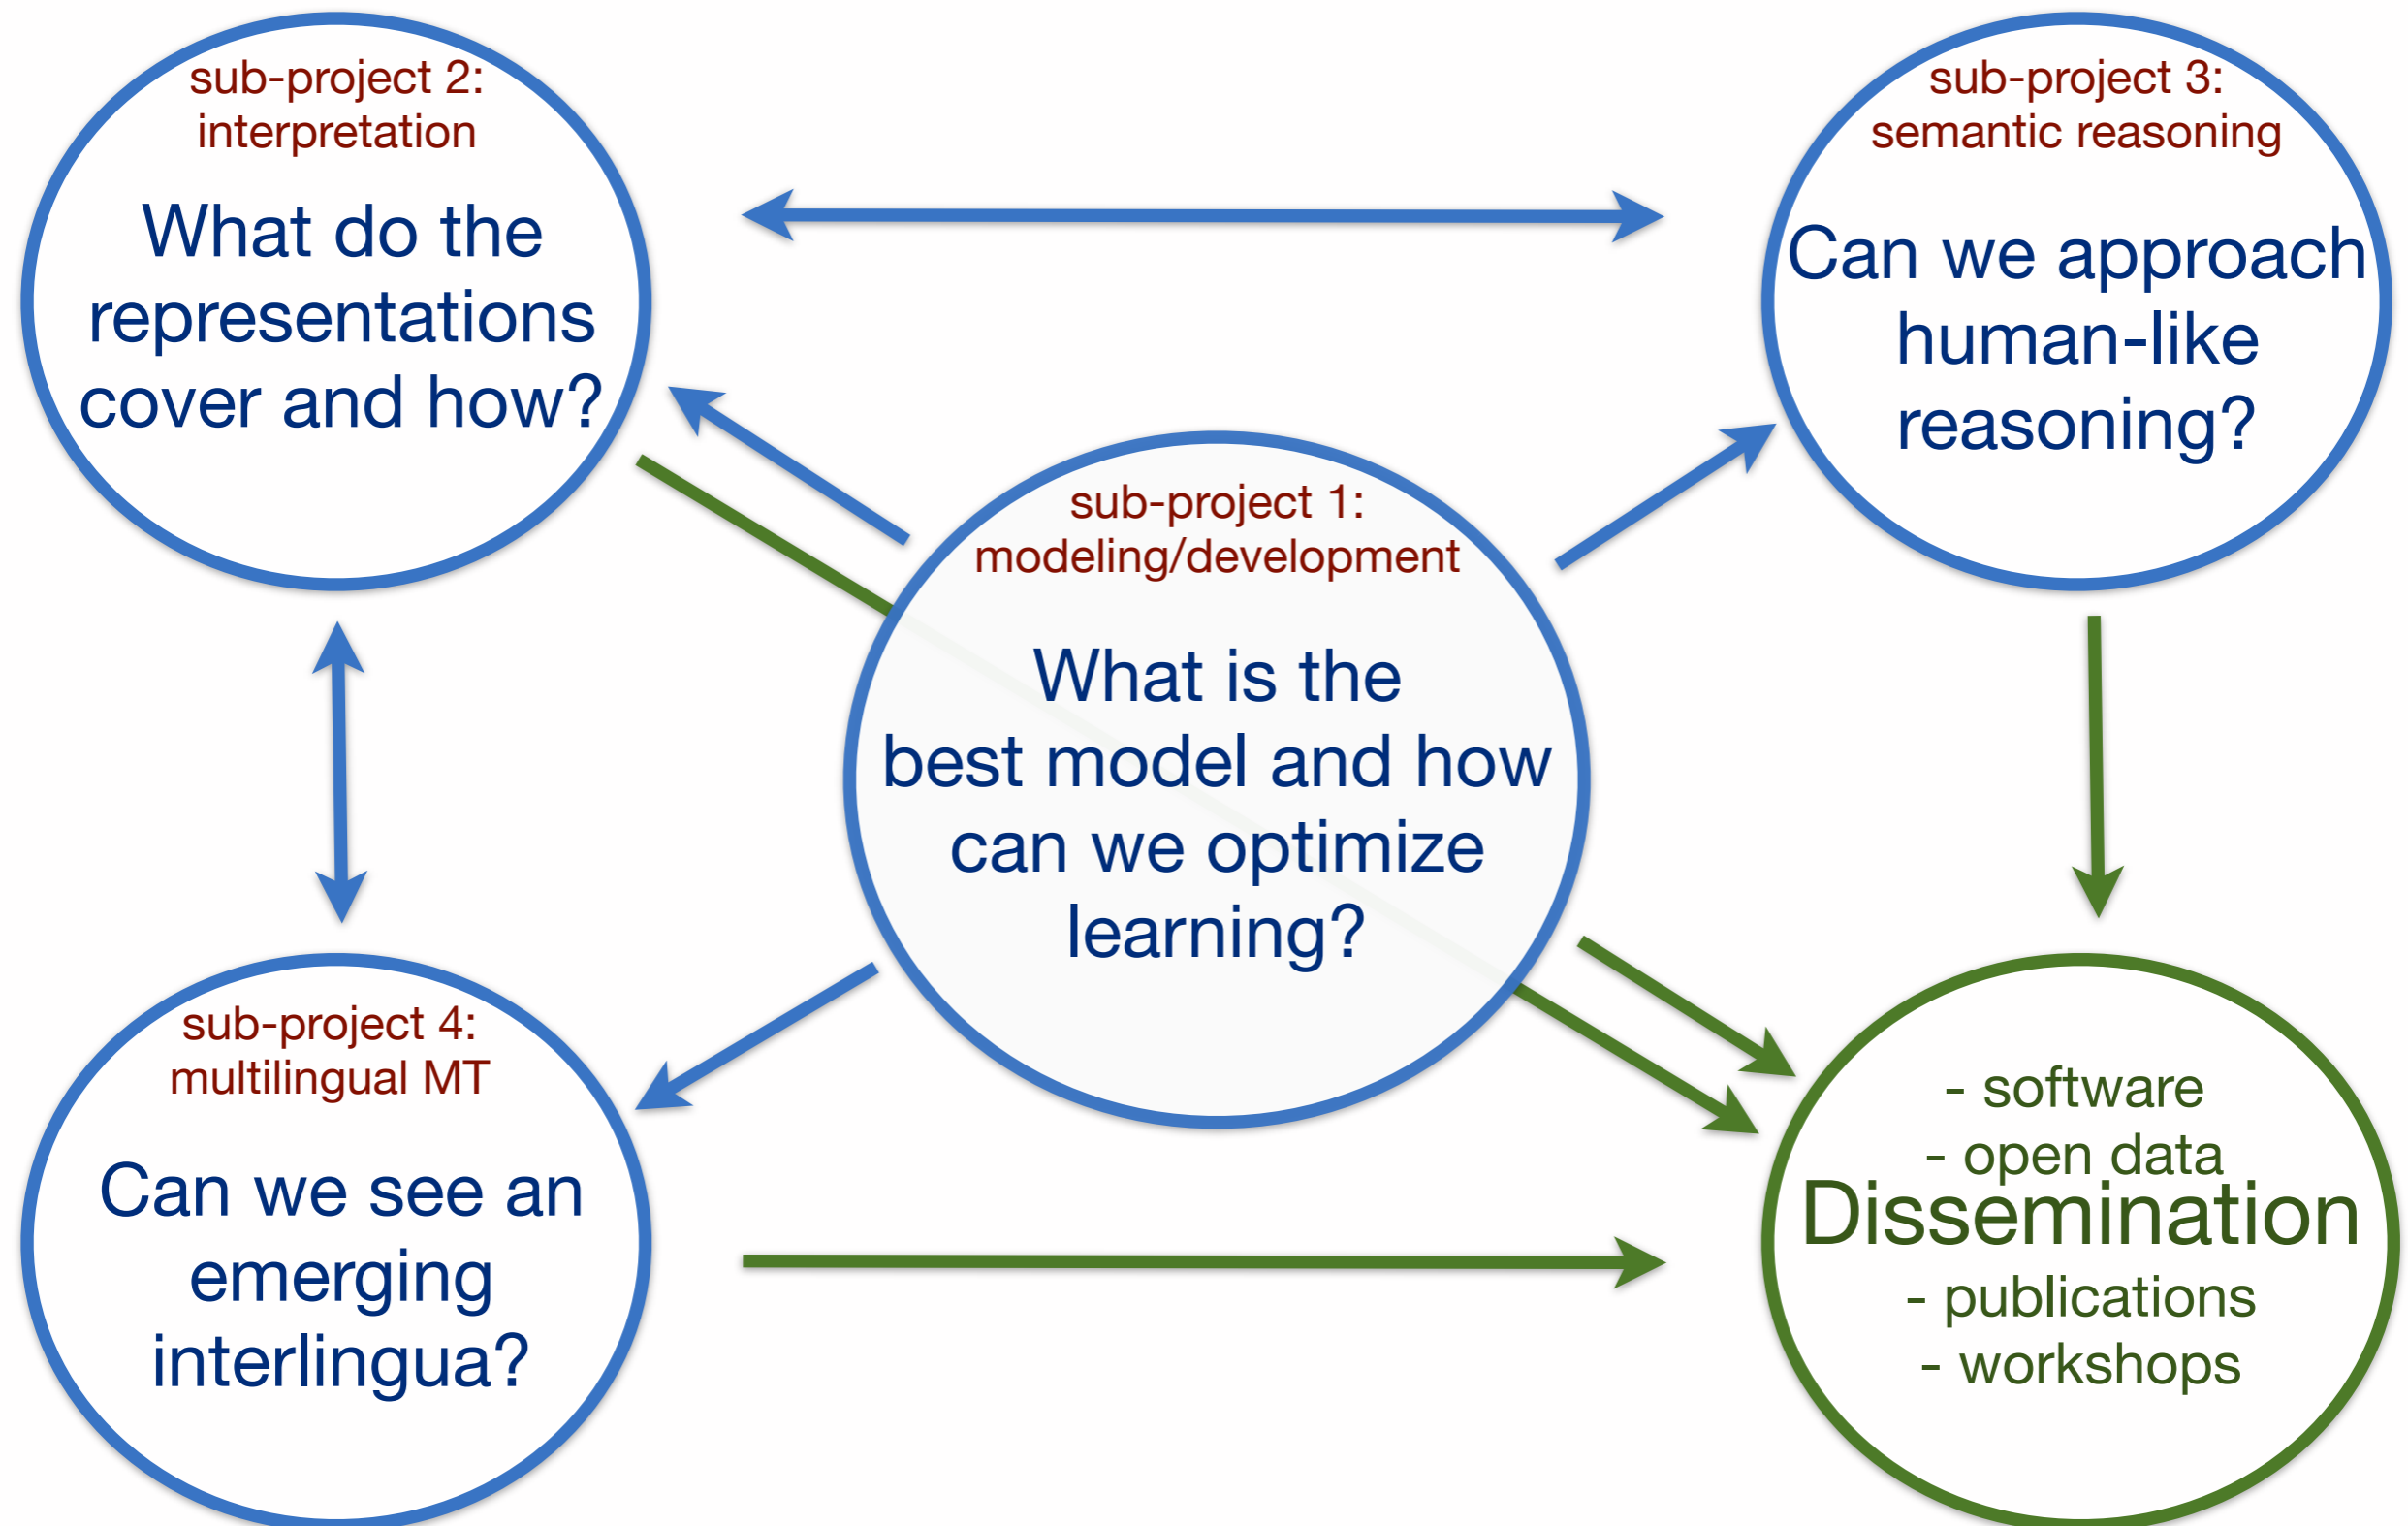 sub-project 2:
interpretation
What do the
representations
cover and how?
sub-project 3:
semantic reasoning
Can we approach
human-like
reasoning?
sub-project 1:
modeling/development
What is the
best model and how
can we optimize
learning?
sub-project 4:
multilingual MT
Can we see an
emerging
interlingua?
- software
- open data
Dissemination
- publications
- workshops